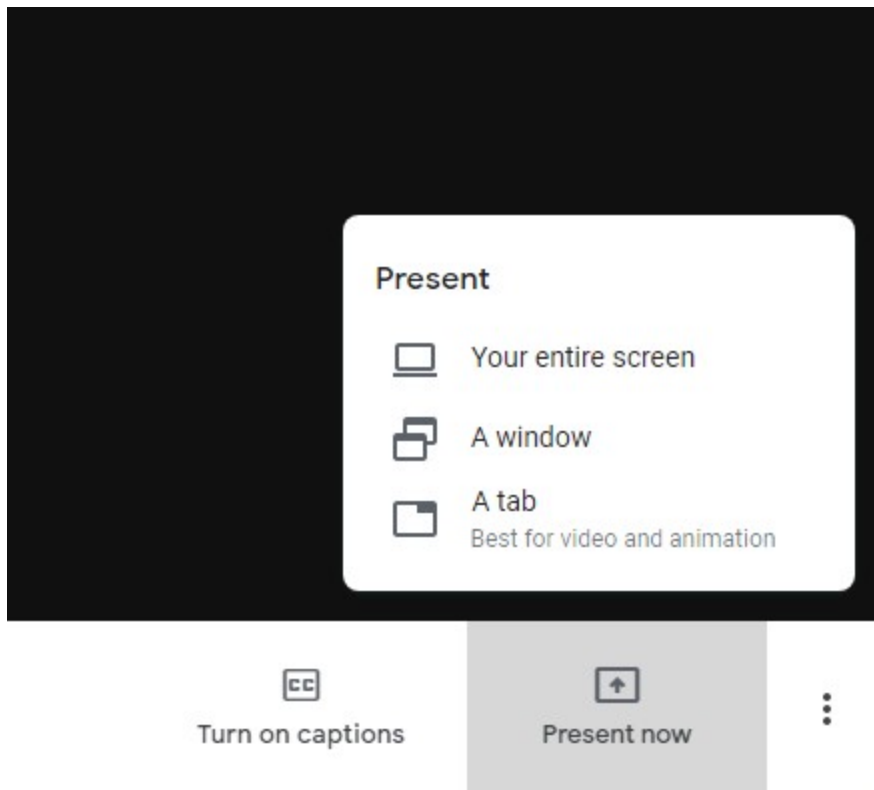 Present
Your entire screen
A window
A tab
Best for video and animation
CC
Turn on captions
Present now